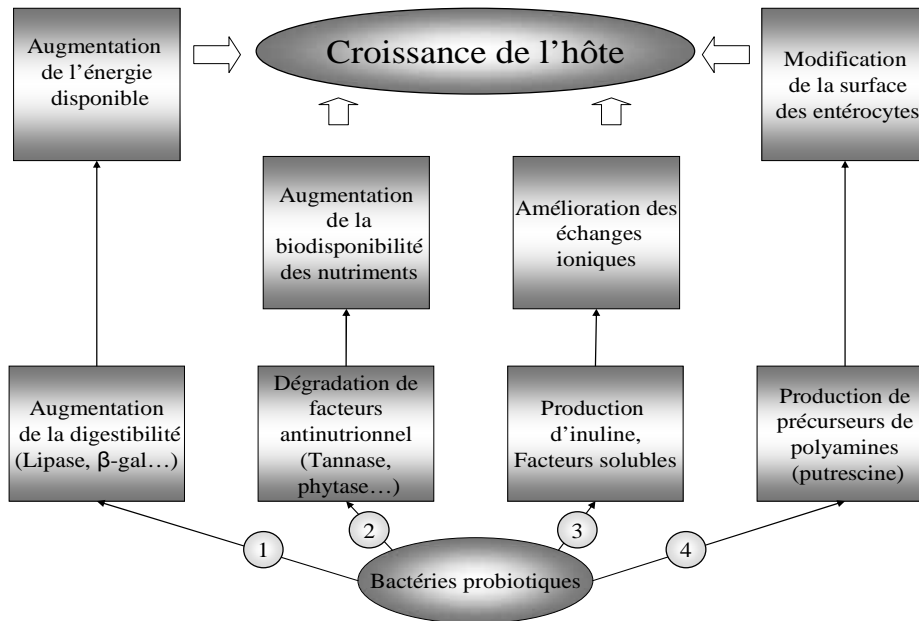 Augmentation
de l'énergie
disponible
Croissance de l'hôte
Modification
de la surface
des entérocytes
Augmentation
de la
biodisponibilité
des nutriments
Amélioration des
échanges
ioniques
Augmentation
de la digestibilité
(Lipase, β-gal…)
Dégradation de
facteurs
antinutrionnel
(Tannase,
phytase…)
Production
d'inuline,
Facteurs solubles
Production de
précurseurs de
polyamines
(putrescine)
1
2
3
4
Bactéries probiotiques